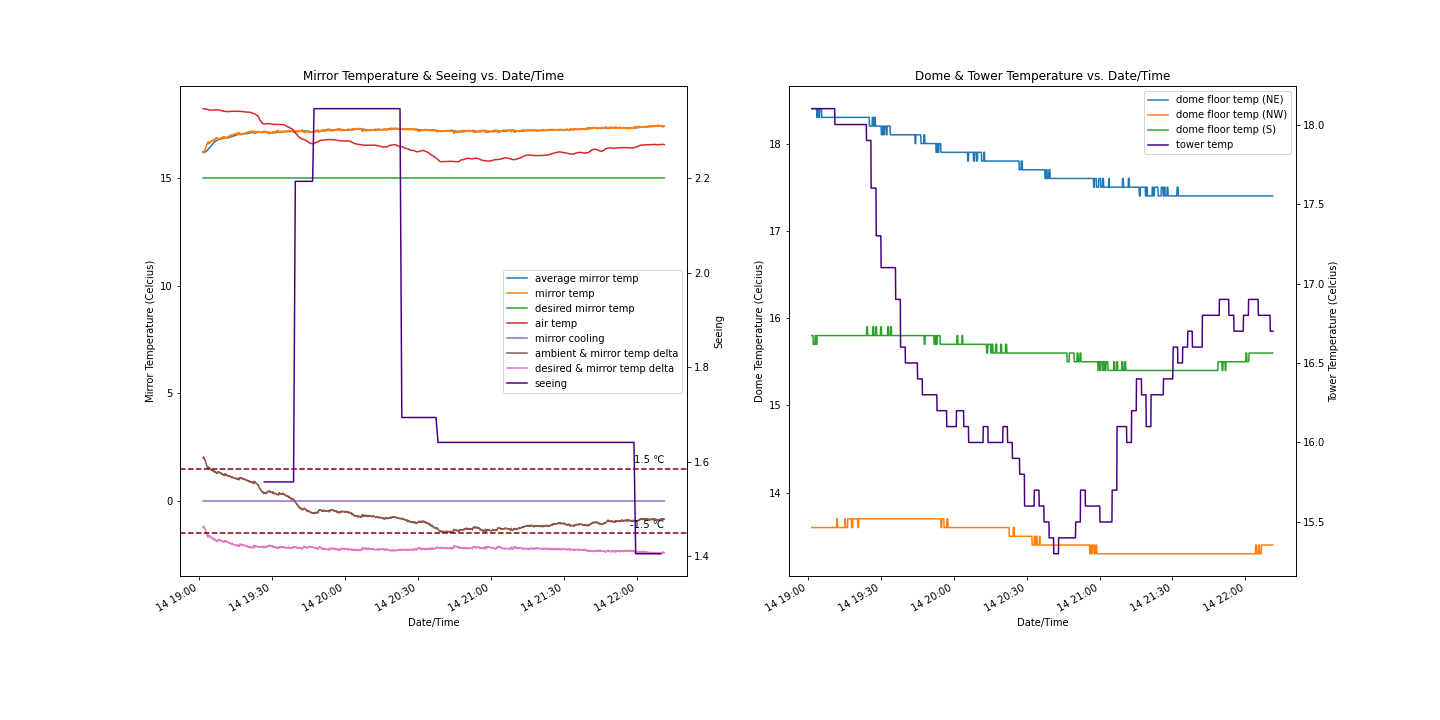 Mirror Temperature & Seeing vs. Date/Time
Mirror Temperature (Celcius)
15
10
5
0
2.2
2.0
1.8
1.6
1.4
Seeing
average mirror temp
mirror temp
desired mirror temp
air temp
mirror cooling
ambient & mirror temp delta
desired & mirror temp delta
seeing
1.5 °C
-1.5 °C
14 19:00
14 19:30
14 20:00
14 20:30
14 21:00
14 21:30
14 22:00
Date/Time
Dome & Tower Temperature vs. Date/Time
Dome Temperature (Celcius)
18
17
16
15
14
dome floor temp (NE)
dome floor temp (NW)
dome floor temp (S)
tower temp
18.0
17.5
17.0
16.5
16.0
15.5
Tower Temperature (Celcius)
14 19:00
14 19:30
14 20:00
14 20:30
14 21:00
14 21:30
14 22:00
Date/Time